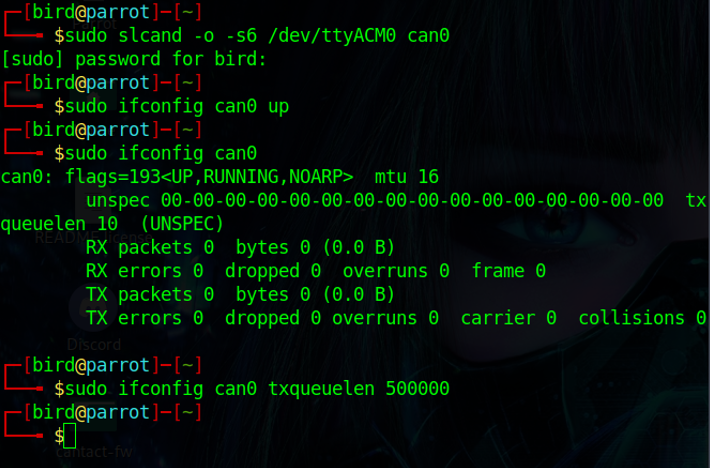 ┌─[bird@parrot]─[~]
└──╼ $sudo slcand -o -s6 /dev/ttyACM0 can0
[sudo] password for bird:
┌─[bird@parrot]─[~]
└──╼ $sudo ifconfig can0 up
┌─[bird@parrot]─[~]
└──╼ $sudo ifconfig can0
can0: flags=193<UP,RUNNING,NOARP>  mtu 16
        unspec 00-00-00-00-00-00-00-00-00-00-00-00-00-00-00-00  tx
queuelen 10  (UNSPEC)
        RX packets 0  bytes 0 (0.0 B)
        RX errors 0  dropped 0  overruns 0  frame 0
        TX packets 0  bytes 0 (0.0 B)
        TX errors 0  dropped 0 overruns 0  carrier 0  collisions 0
Discord
┌─[bird@parrot]─[~]
└──╼ $sudo ifconfig can0 txqueuelen 500000
┌─[bird@parrot]─[~]
└──╼ $
cantact-fw